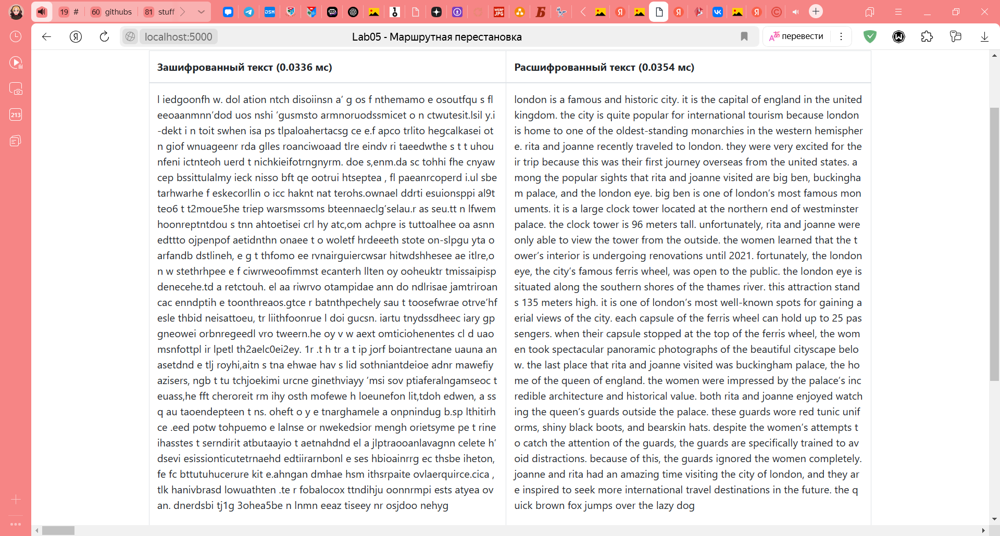 19 # 60 githubs 81 stuff
localhost:5000 Lab05 - Маршрутная перестановка перевести
213
Зашифрованный текст (0.0336 мс)
l iedgoonfh w. dol ation ntch disoiinsn a’ g os f nthemamo e osoutfqu s fl
eeoaanmnn’dod uos nshi ’gusmsto armnoruodssmicet o n ctwutesit.lsil y.i
-dekt i n toit swhen isa ps tlpaloahertacsg ce e.f apco trlito hegcalkasei ot
n giof wnuageenr rda glles roanciwoaad tlre eindv ri taeedwthe s t t uhou
nfeni ictnteoh uerd t nichkieifotrngnyrm. doe s,enm.da sc tohhi fhe cnyaw
cep bssittulalmy ieck nisso bft qe ootrui htseptea , fl paeanrcoperd i.ul sbe
tarhwarhe f eskecorllin o icc haknt nat terohs.ownael ddrti esuionsppi al9t
teo6 t t2moue5he triep warsmssoms bteennaeclg’selau.r as seu.tt n lfwem
hoonreptntdou s tnn ahtoetisei crl hy atc,om achpre is tuttoalhee oa asnn
edttto ojpenpof aetidnthn onaee t o woletf hrdeeeth stote on-slpgu yta o
arfandb dstlineh, e g t thfomo ee rvnairguiercwsar hitwdshhesee ae itlre,o
n w stethrhpee e f ciwrweoofimmst ecanterh llten oy ooheuktr tmissaipisp
denecehe.td a retctouh. el aa riwrvo otampidae ann do ndlrisae jamtriroan
cac enndptih e toonthreaos.gtce r batnthpechely sau t toosefwrae otrve’hf
esle thbid neisattoeu, tr liithfoonrue l doi gucsn. iartu tnydssdheec iary gp
gneowei orbnregeedl vro tweern.he oy v w aext omticiohenentes cl d uao
msnfottpl ir lpetl th2aelc0ei2ey. 1r .t h tr a t ip jorf boiantrectane uauna an
asetdnd e tlj royhi,aitn s tna ehwae hav s lid sothniantdeioe adnr mawefiy
azisers, ngb t tu tchjoekimi urcne ginethviayy ’msi sov ptiaferalngamseoc t
euass,he fft cheroreit rm ihy osth mofewe h loeunefon lit,tdoh edwen, a ss
q au taoendepteen t ns. oheft o y e tnarghamele a onpnindug b.sp lthitirh
ce .eed potw tohpuemo e lalnse or nwekedsior mengh orietsyme pe t rine
ihasstes t serndirit atbutaayio t aetnahdnd el a jlptraooanlavagnn celete h’
dsevi esissionticutetrnaehd edtiirarnbonl e ses hbioainrrg ec thsbe iheton,
fe fc bttutuhucerure kit e.ahngan dmhae hsm ithsrpaite ovlaerquirce.cica ,
tlk hanivbrasd lowuathten .te r fobalocox ttndihju oonnrmpi ests atyea ov
an. dnerdsbi tj1g 3ohea5be n lnmn eeaz tiseey nr osjdoo nehyg
Расшифрованный текст (0.0354 мс)
london is a famous and historic city. it is the capital of england in the united
kingdom. the city is quite popular for international tourism because london
is home to one of the oldest-standing monarchies in the western hemispher
e. rita and joanne recently traveled to london. they were very excited for the
ir trip because this was their first journey overseas from the united states. a
mong the popular sights that rita and joanne visited are big ben, buckingha
m palace, and the london eye. big ben is one of london’s most famous mon
uments. it is a large clock tower located at the northern end of westminster
palace. the clock tower is 96 meters tall. unfortunately, rita and joanne were
only able to view the tower from the outside. the women learned that the t
ower’s interior is undergoing renovations until 2021. fortunately, the london
eye, the city’s famous ferris wheel, was open to the public. the london eye is
situated along the southern shores of the thames river. this attraction stand
s 135 meters high. it is one of london’s most well-known spots for gaining a
erial views of the city. each capsule of the ferris wheel can hold up to 25 pas
sengers. when their capsule stopped at the top of the ferris wheel, the wom
en took spectacular panoramic photographs of the beautiful cityscape belo
w. the last place that rita and joanne visited was buckingham palace, the ho
me of the queen of england. the women were impressed by the palace’s inc
redible architecture and historical value. both rita and joanne enjoyed watch
ing the queen’s guards outside the palace. these guards wore red tunic unif
orms, shiny black boots, and bearskin hats. despite the women’s attempts t
o catch the attention of the guards, the guards are specifically trained to av
oid distractions. because of this, the guards ignored the women completely.
joanne and rita had an amazing time visiting the city of london, and they ar
e inspired to seek more international travel destinations in the future. the q
uick brown fox jumps over the lazy dog